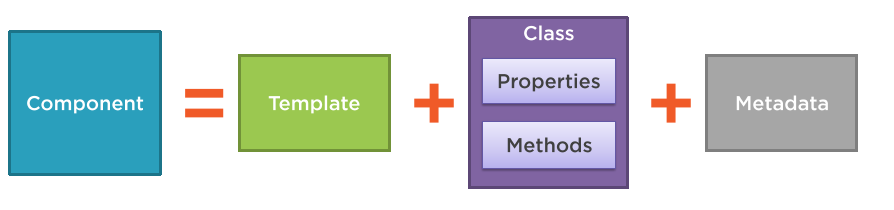 Component
=
Template
+
Class
Properties
Methods
+
Metadata